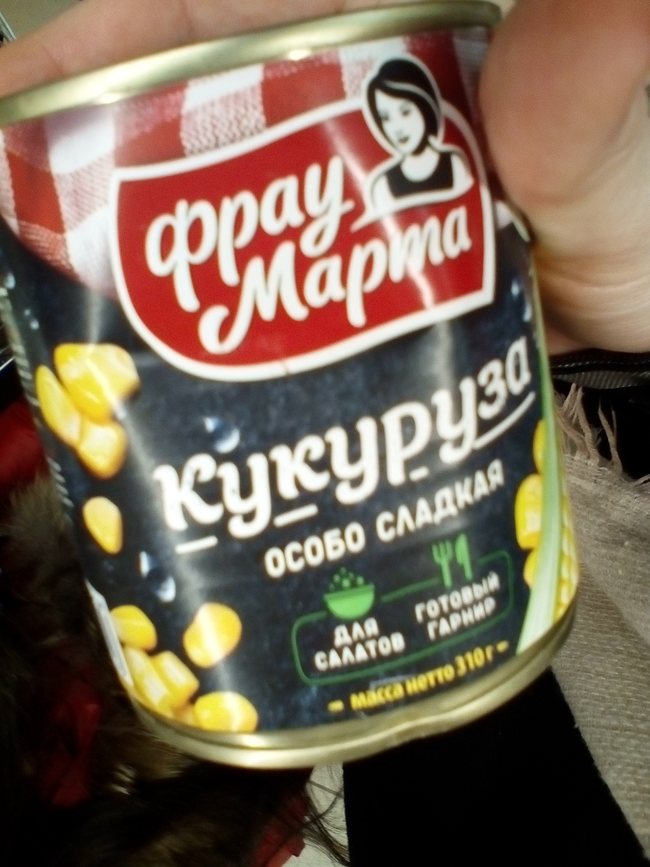 Фрау
Марта
кукуруза
ОСОБО СЛАДКАЯ
ДЛЯ
САЛАТОВ
ГОТОВЫЙ
ГАРНИР
масса нетто 310 г